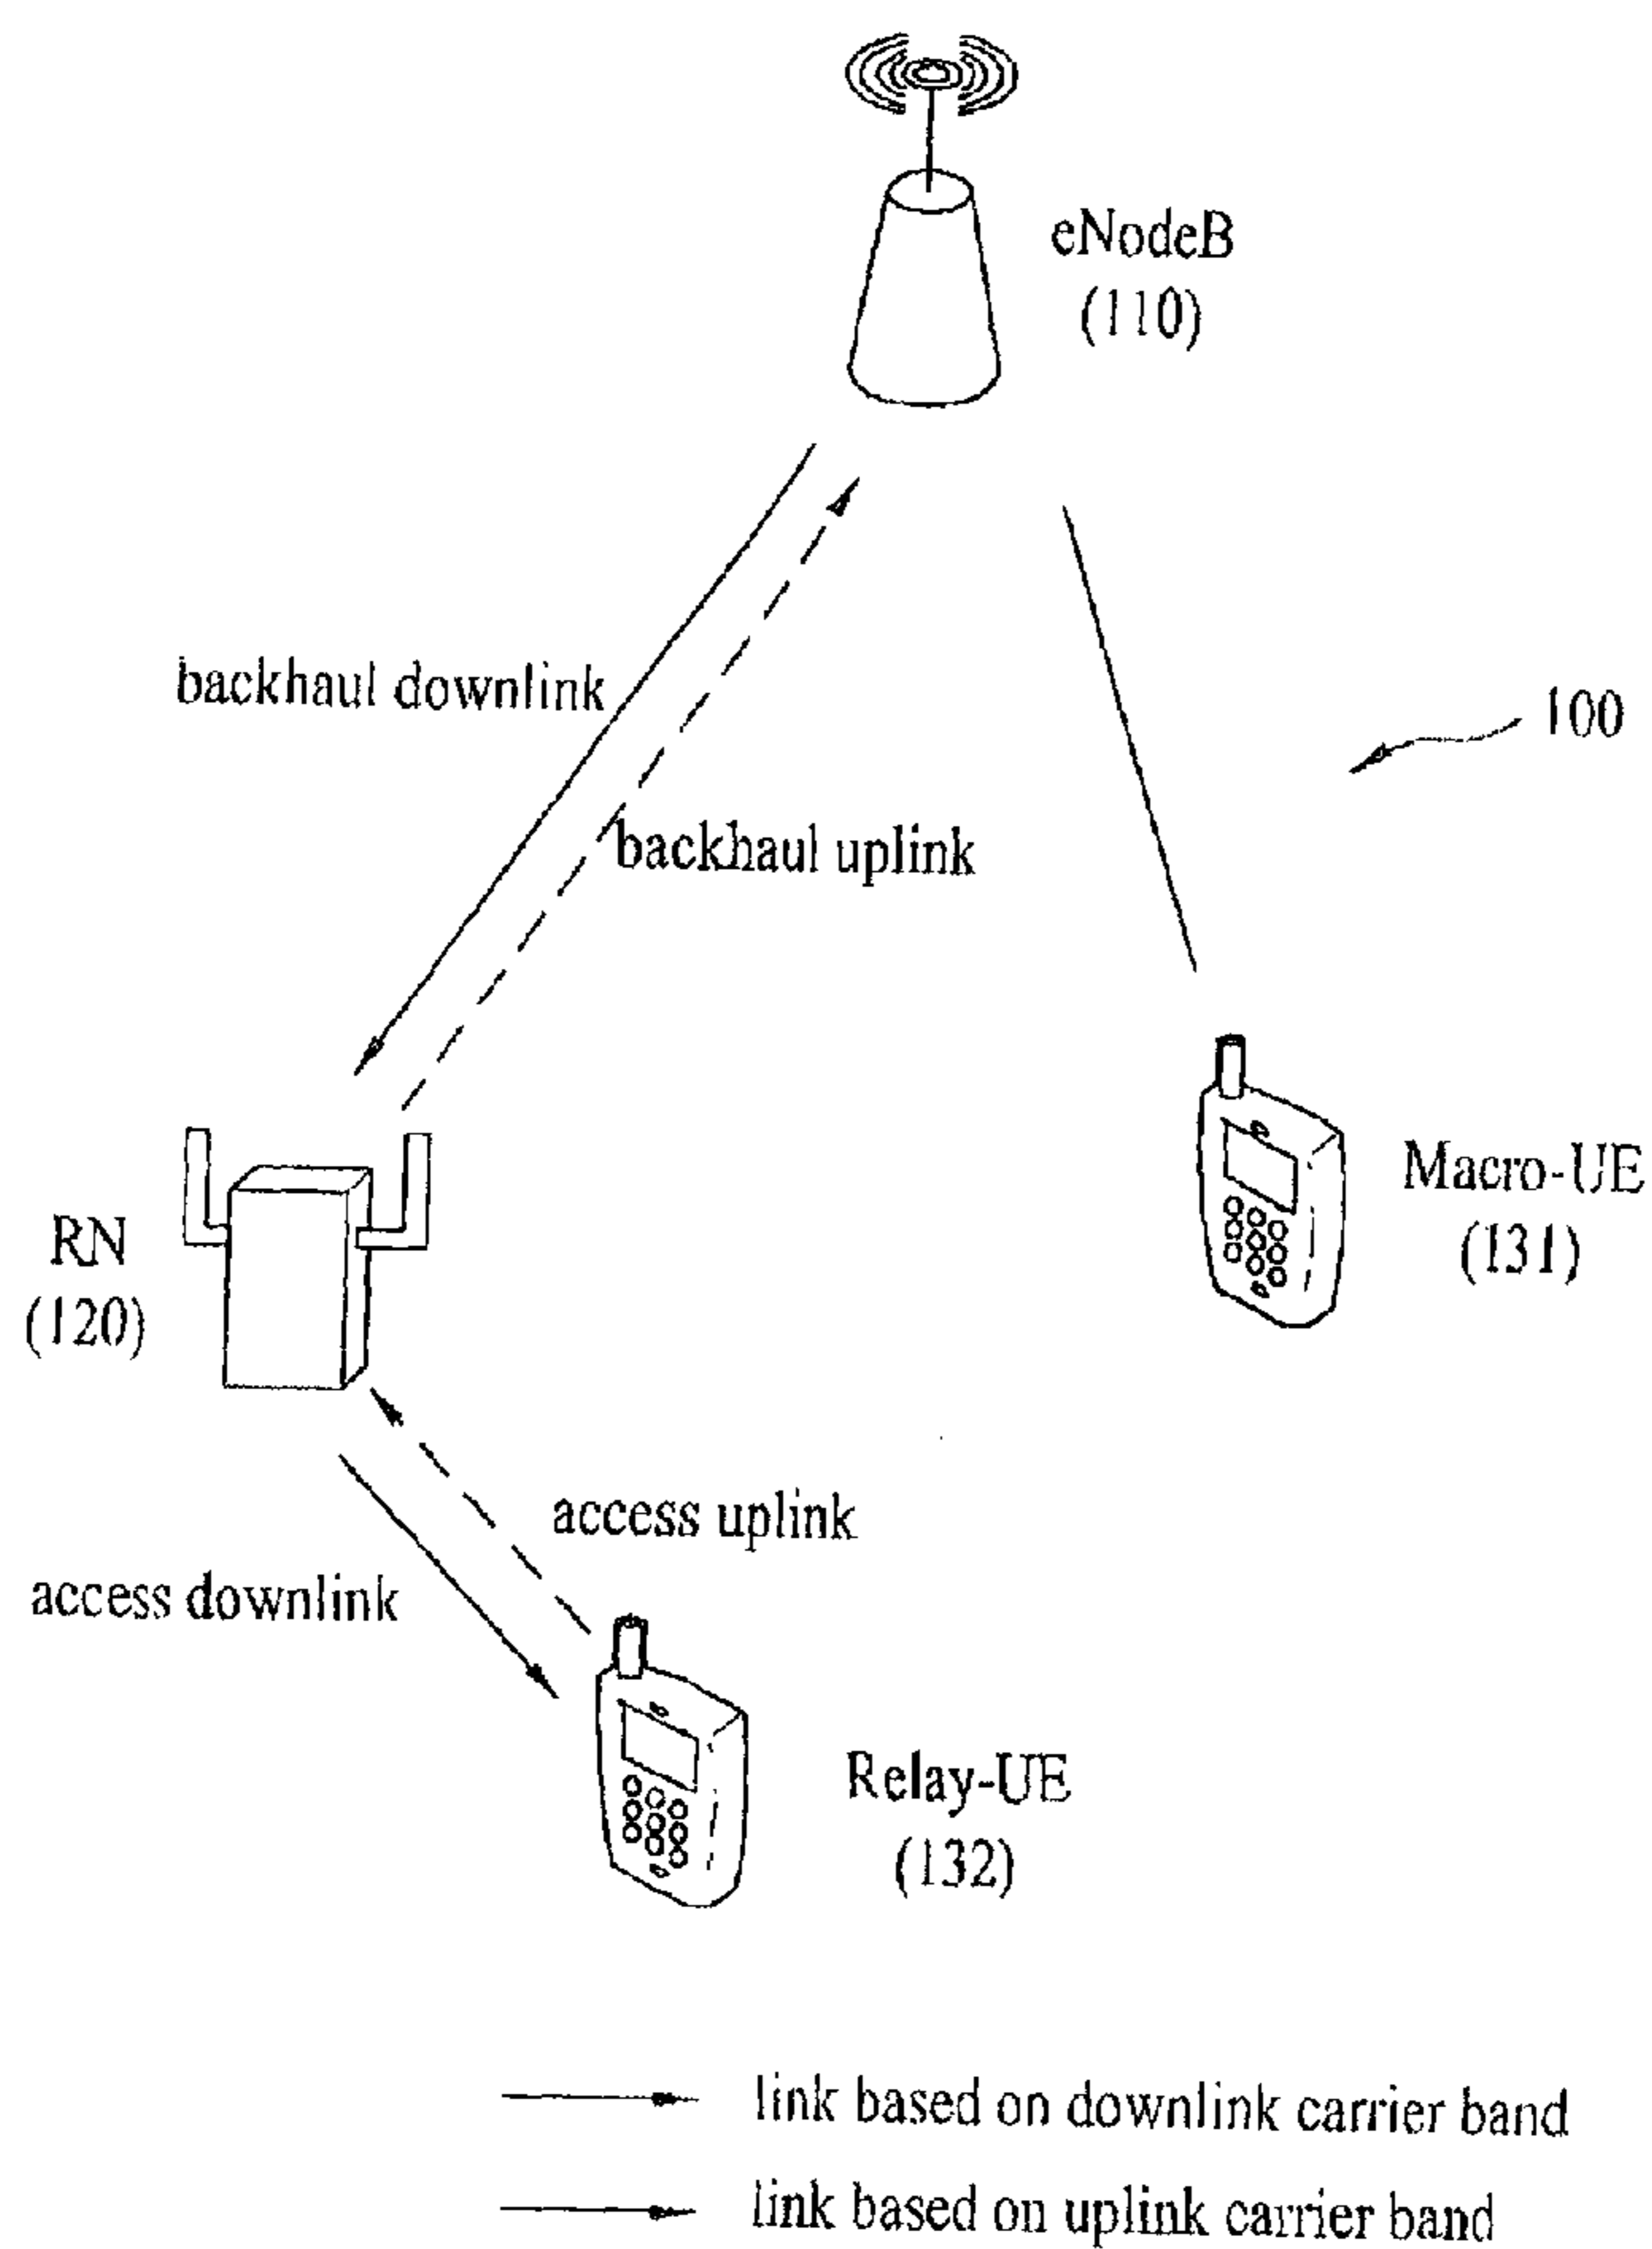 eNodeB
(110)
backhaul downlink
100
backhaul uplink
Macro-UE
(131)
RN
(120)
access uplink
access downlink
Relay-UE
(132)
link based on downlink carrier band
link based on uplink carrier band